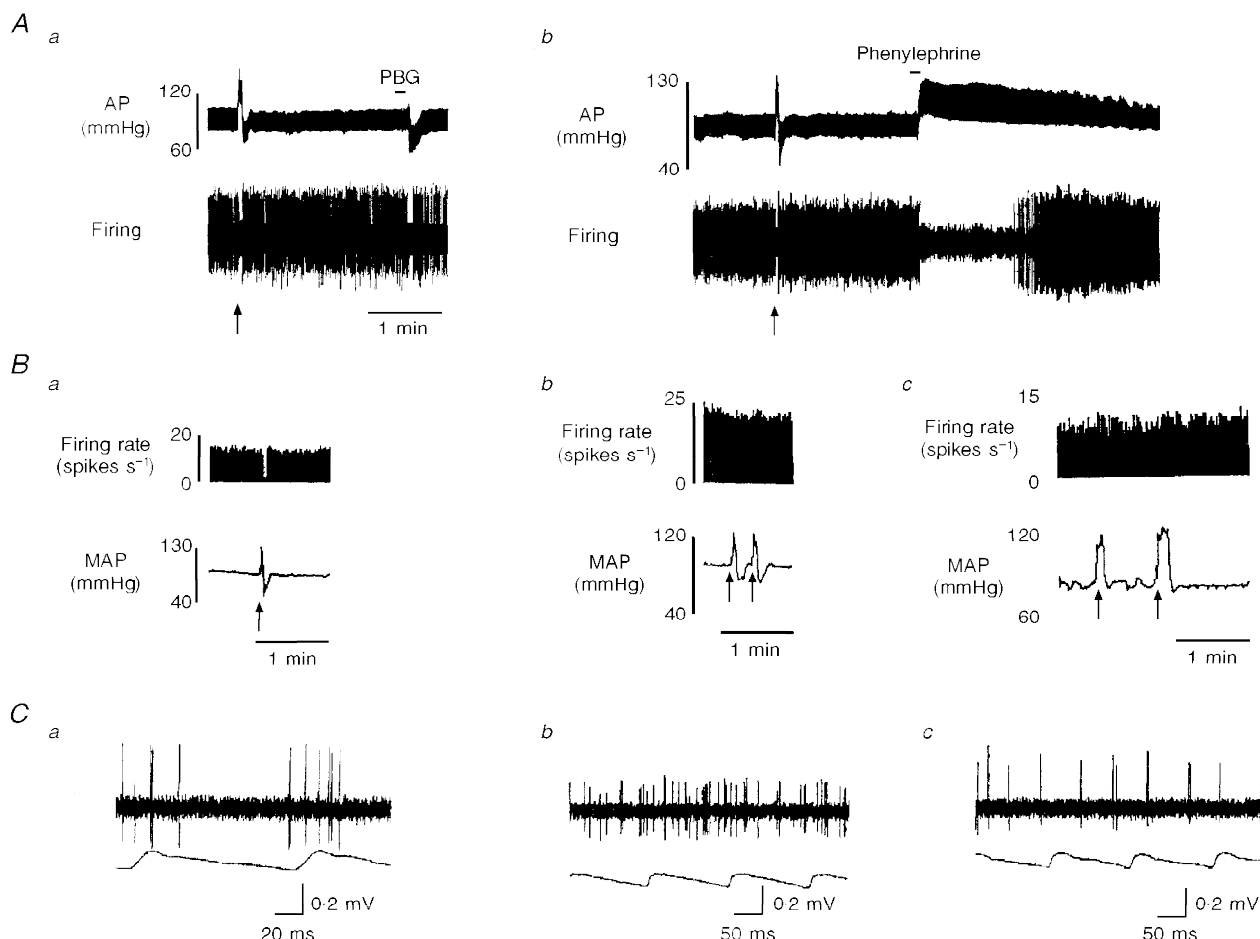 A
a
b
PBG
Phenylephrine
120
AP
(mmHg)
60
130
AP
(mmHg)
40
Firing
Firing
1 min
B
a
b
c
20
Firing rate
(spikes s⁻¹)
0
25
Firing rate
(spikes s⁻¹)
0
15
Firing rate
(spikes s⁻¹)
0
130
MAP
(mmHg)
40
120
MAP
(mmHg)
40
120
MAP
(mmHg)
60
1 min
1 min
1 min
C
a
b
c
0·2 mV
20 ms
0·2 mV
50 ms
0·2 mV
50 ms